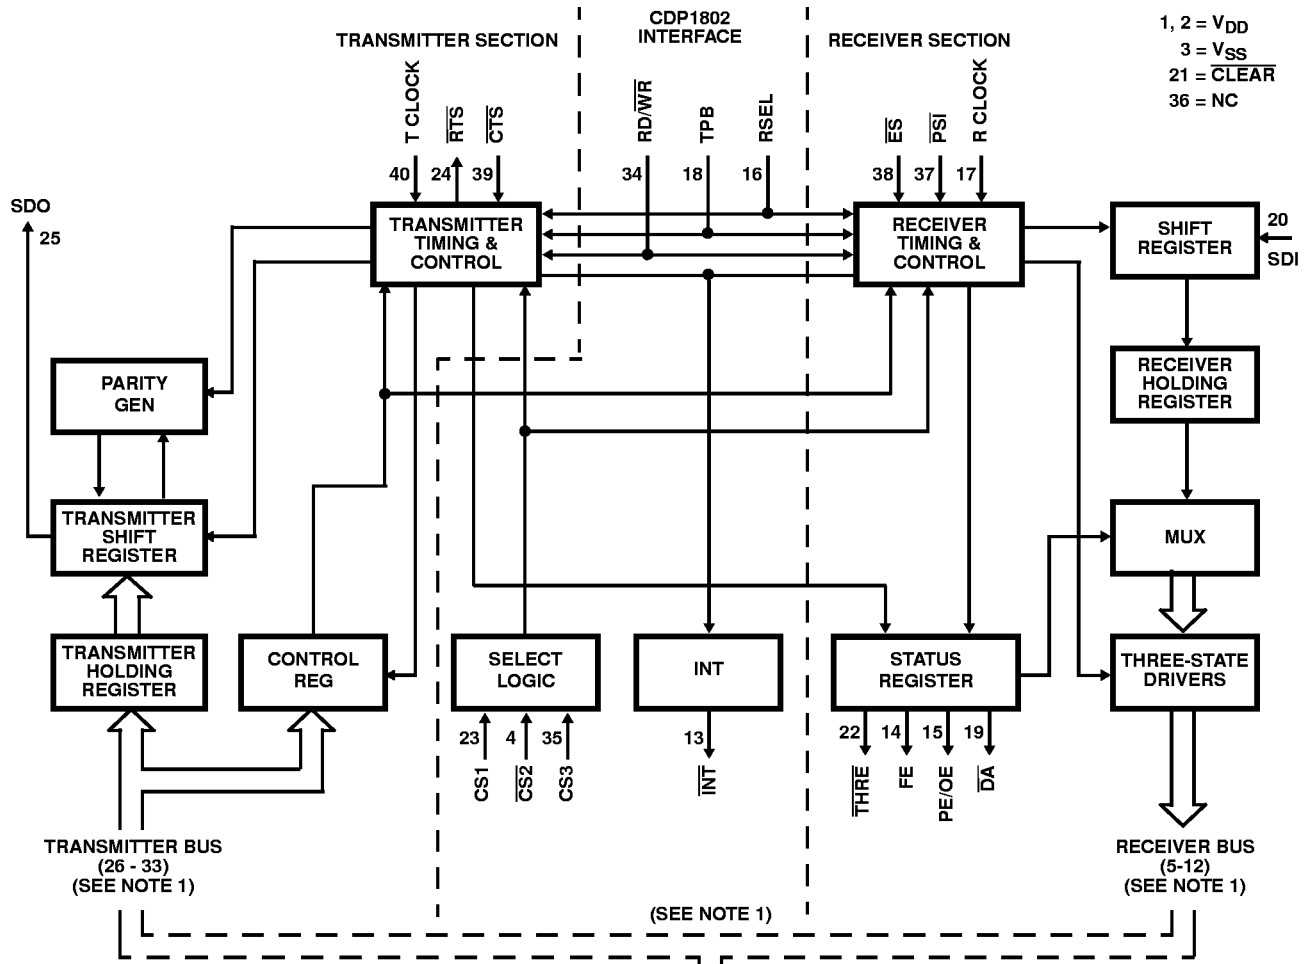 CDP1802
INTERFACE
TRANSMITTER SECTION
RECEIVER SECTION
1, 2 = VDD
3 = VSS
21 = CLEAR
36 = NC
T CLOCK
RTS
CTS
RD/WR
TPB
RSEL
ES
PSI
R CLOCK
40
24
39
34
18
16
38
37
17
SDO
25
TRANSMITTER
TIMING &
CONTROL
RECEIVER
TIMING &
CONTROL
SHIFT
REGISTER
20
SDI
PARITY
GEN
RECEIVER
HOLDING
REGISTER
TRANSMITTER
SHIFT
REGISTER
MUX
TRANSMITTER
HOLDING
REGISTER
CONTROL
REG
SELECT
LOGIC
INT
STATUS
REGISTER
THREE-STATE
DRIVERS
23
4
35
13
22
14
15
19
CS1
CS2
CS3
INT
THRE
FE
PE/OE
DA
TRANSMITTER BUS
(26 - 33)
(SEE NOTE 1)
RECEIVER BUS
(5-12)
(SEE NOTE 1)
(SEE NOTE 1)